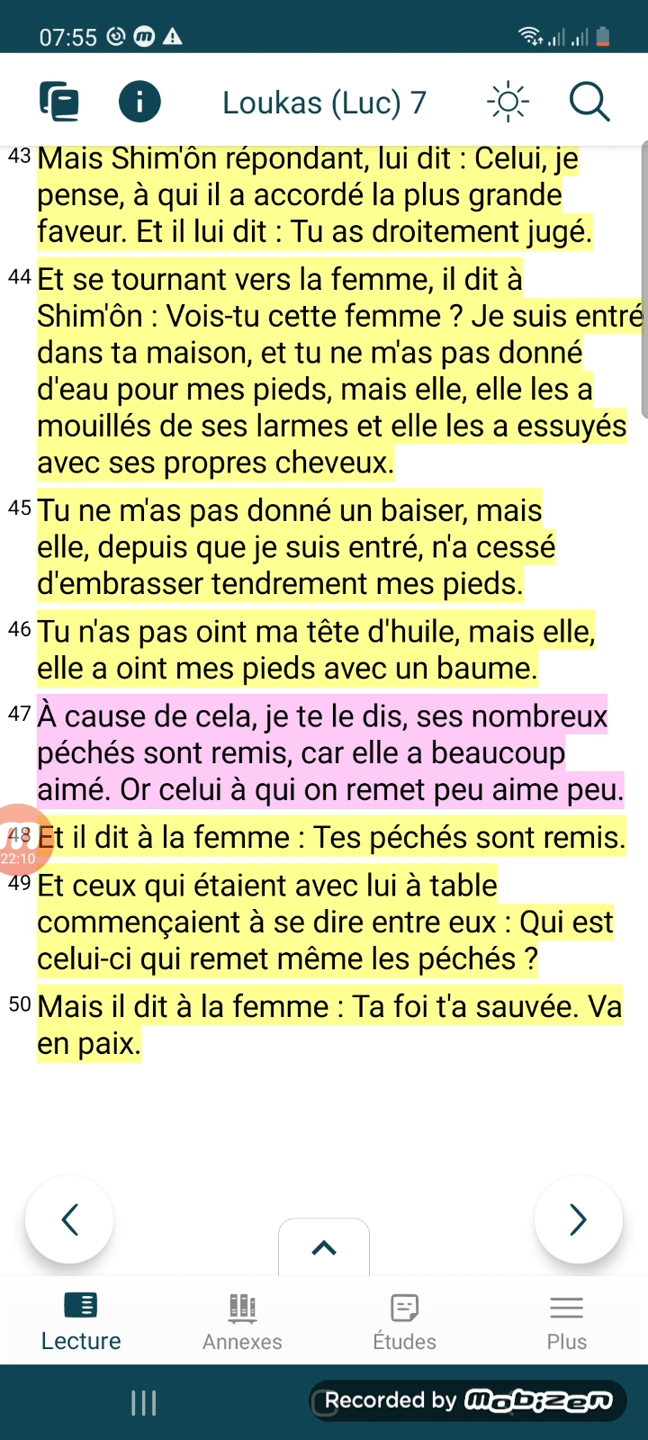 07:55
Loukas (Luc) 7
43 Mais Shim'ôn répondant, lui dit : Celui, je
pense, à qui il a accordé la plus grande
faveur. Et il lui dit : Tu as droitement jugé.
44 Et se tournant vers la femme, il dit à
Shim'ôn : Vois-tu cette femme ? Je suis entré
dans ta maison, et tu ne m'as pas donné
d'eau pour mes pieds, mais elle, elle les a
mouillés de ses larmes et elle les a essuyés
avec ses propres cheveux.
45 Tu ne m'as pas donné un baiser, mais
elle, depuis que je suis entré, n'a cessé
d'embrasser tendrement mes pieds.
46 Tu n'as pas oint ma tête d'huile, mais elle,
elle a oint mes pieds avec un baume.
47 À cause de cela, je te le dis, ses nombreux
péchés sont remis, car elle a beaucoup
aimé. Or celui à qui on remet peu aime peu.
48 Et il dit à la femme : Tes péchés sont remis.
22:10
49 Et ceux qui étaient avec lui à table
commençaient à se dire entre eux : Qui est
celui-ci qui remet même les péchés ?
50 Mais il dit à la femme : Ta foi t'a sauvée. Va
en paix.
Lecture Annexes Études Plus
Recorded by mobizen